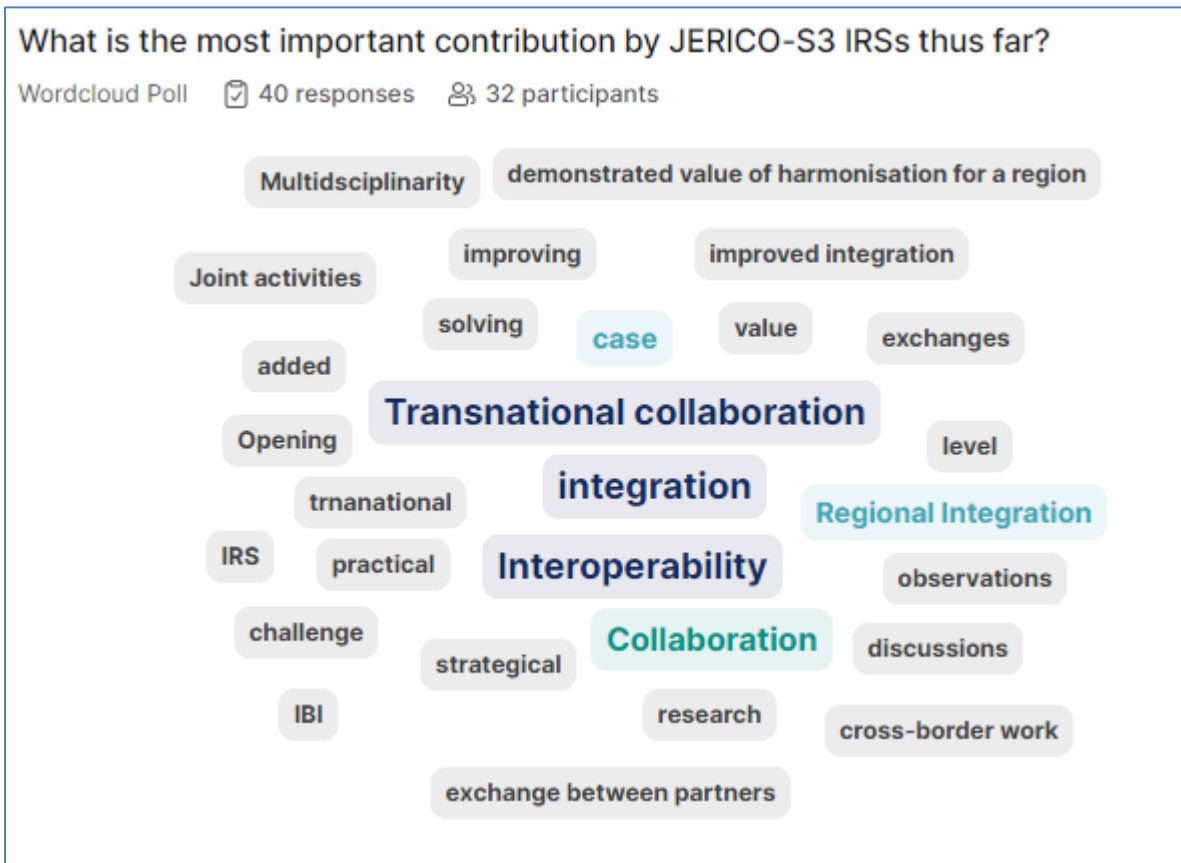 What is the most important contribution by JERICO-S3 IRSs thus far?
Wordcloud Poll 40 responses 32 participants
Multidsciplinarity demonstrated value of harmonisation for a region
improving improved integration
Joint activities
solving case value exchanges
added
Transnational collaboration
Opening level
integration
trnanational Regional Integration
IRS practical Interoperability observations
challenge Collaboration discussions
strategical
IBI research cross-border work
exchange between partners